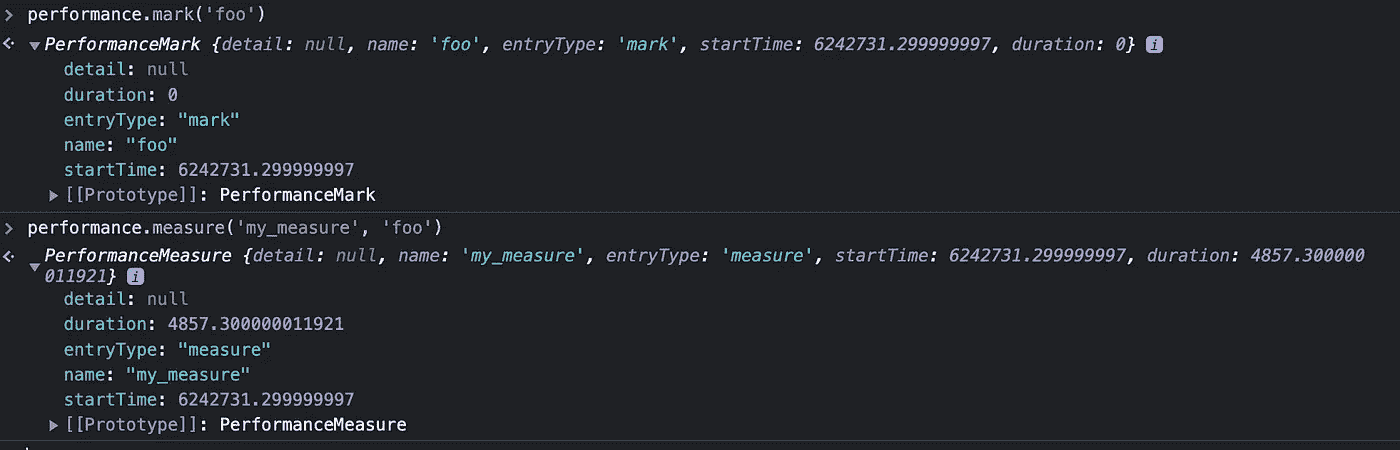 performance.mark('foo')
PerformanceMark {detail: null, name: 'foo', entryType: 'mark', startTime: 6242731.299999997, duration: 0} i
detail: null
duration: 0
entryType: "mark"
name: "foo"
startTime: 6242731.299999997
[[Prototype]]: PerformanceMark
performance.measure('my_measure', 'foo')
PerformanceMeasure {detail: null, name: 'my_measure', entryType: 'measure', startTime: 6242731.299999997, duration: 4857.300000
011921} i
detail: null
duration: 4857.300000011921
entryType: "measure"
name: "my_measure"
startTime: 6242731.299999997
[[Prototype]]: PerformanceMeasure